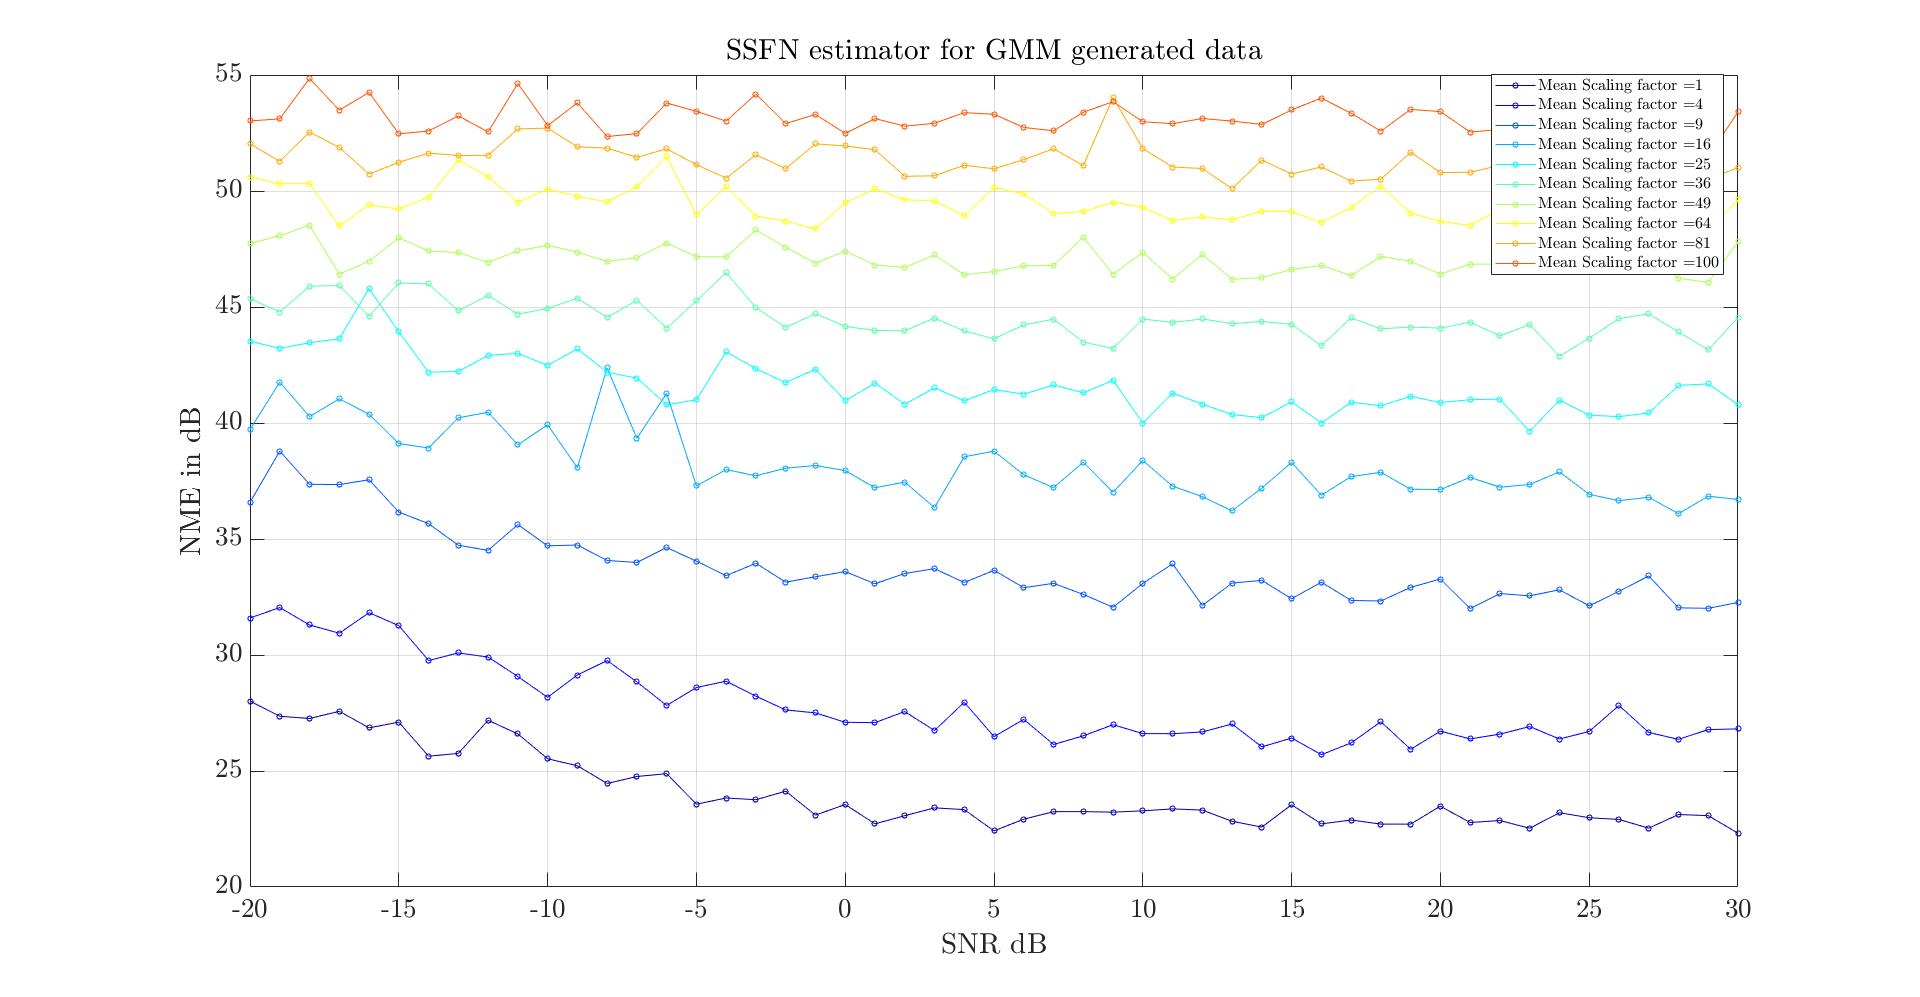 SSFN estimator for GMM generated data
55
50
45
40
35
30
25
20
NME in dB
Mean Scaling factor =1
Mean Scaling factor =4
Mean Scaling factor =9
Mean Scaling factor =16
Mean Scaling factor =25
Mean Scaling factor =36
Mean Scaling factor =49
Mean Scaling factor =64
Mean Scaling factor =81
Mean Scaling factor =100
-20 -15 -10 -5 0 5 10 15 20 25 30
SNR dB